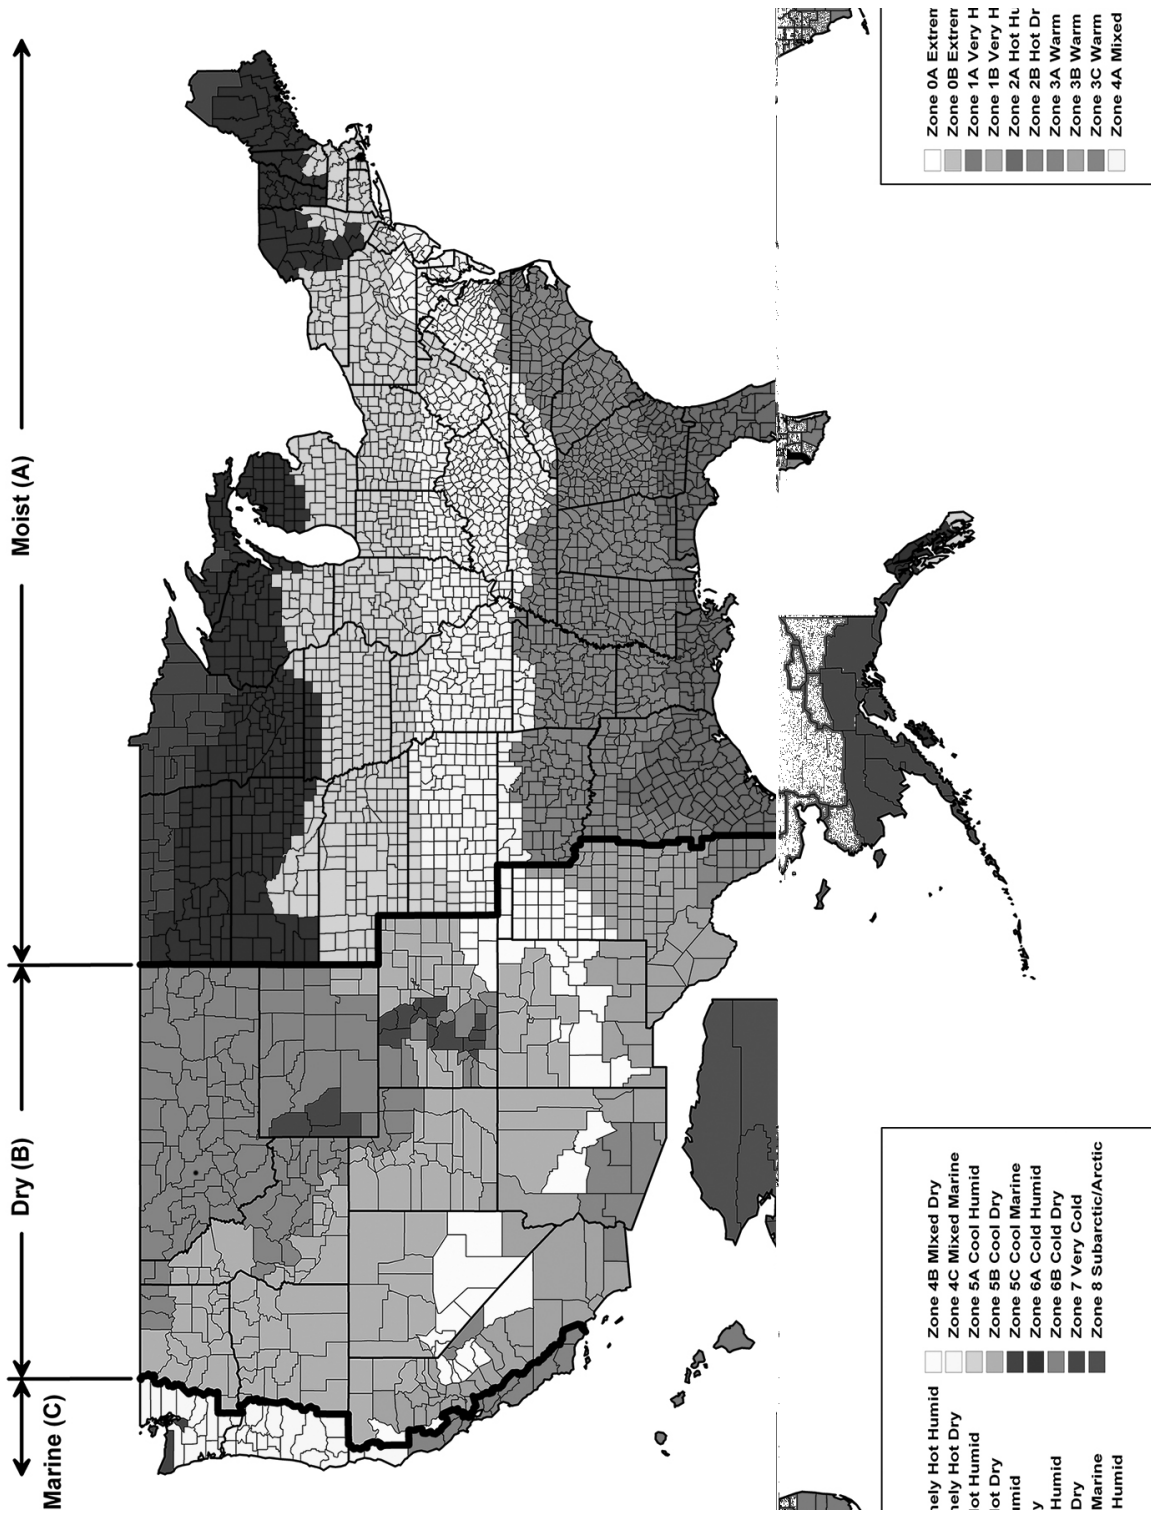 Marine (C)
Dry (B)
Moist (A)
Zone 0A Extrem
Zone 0B Extrem
Zone 1A Very H
Zone 1B Very H
Zone 2A Hot Hu
Zone 2B Hot Dr
Zone 3A Warm
Zone 3B Warm
Zone 3C Warm
Zone 4A Mixed
nely Hot Humid
nely Hot Dry
ot Humid
ot Dry
umid
y
Humid
Dry
Marine
Humid
Zone 4B Mixed Dry
Zone 4C Mixed Marine
Zone 5A Cool Humid
Zone 5B Cool Dry
Zone 5C Cool Marine
Zone 6A Cold Humid
Zone 6B Cold Dry
Zone 7 Very Cold
Zone 8 Subarctic/Arctic